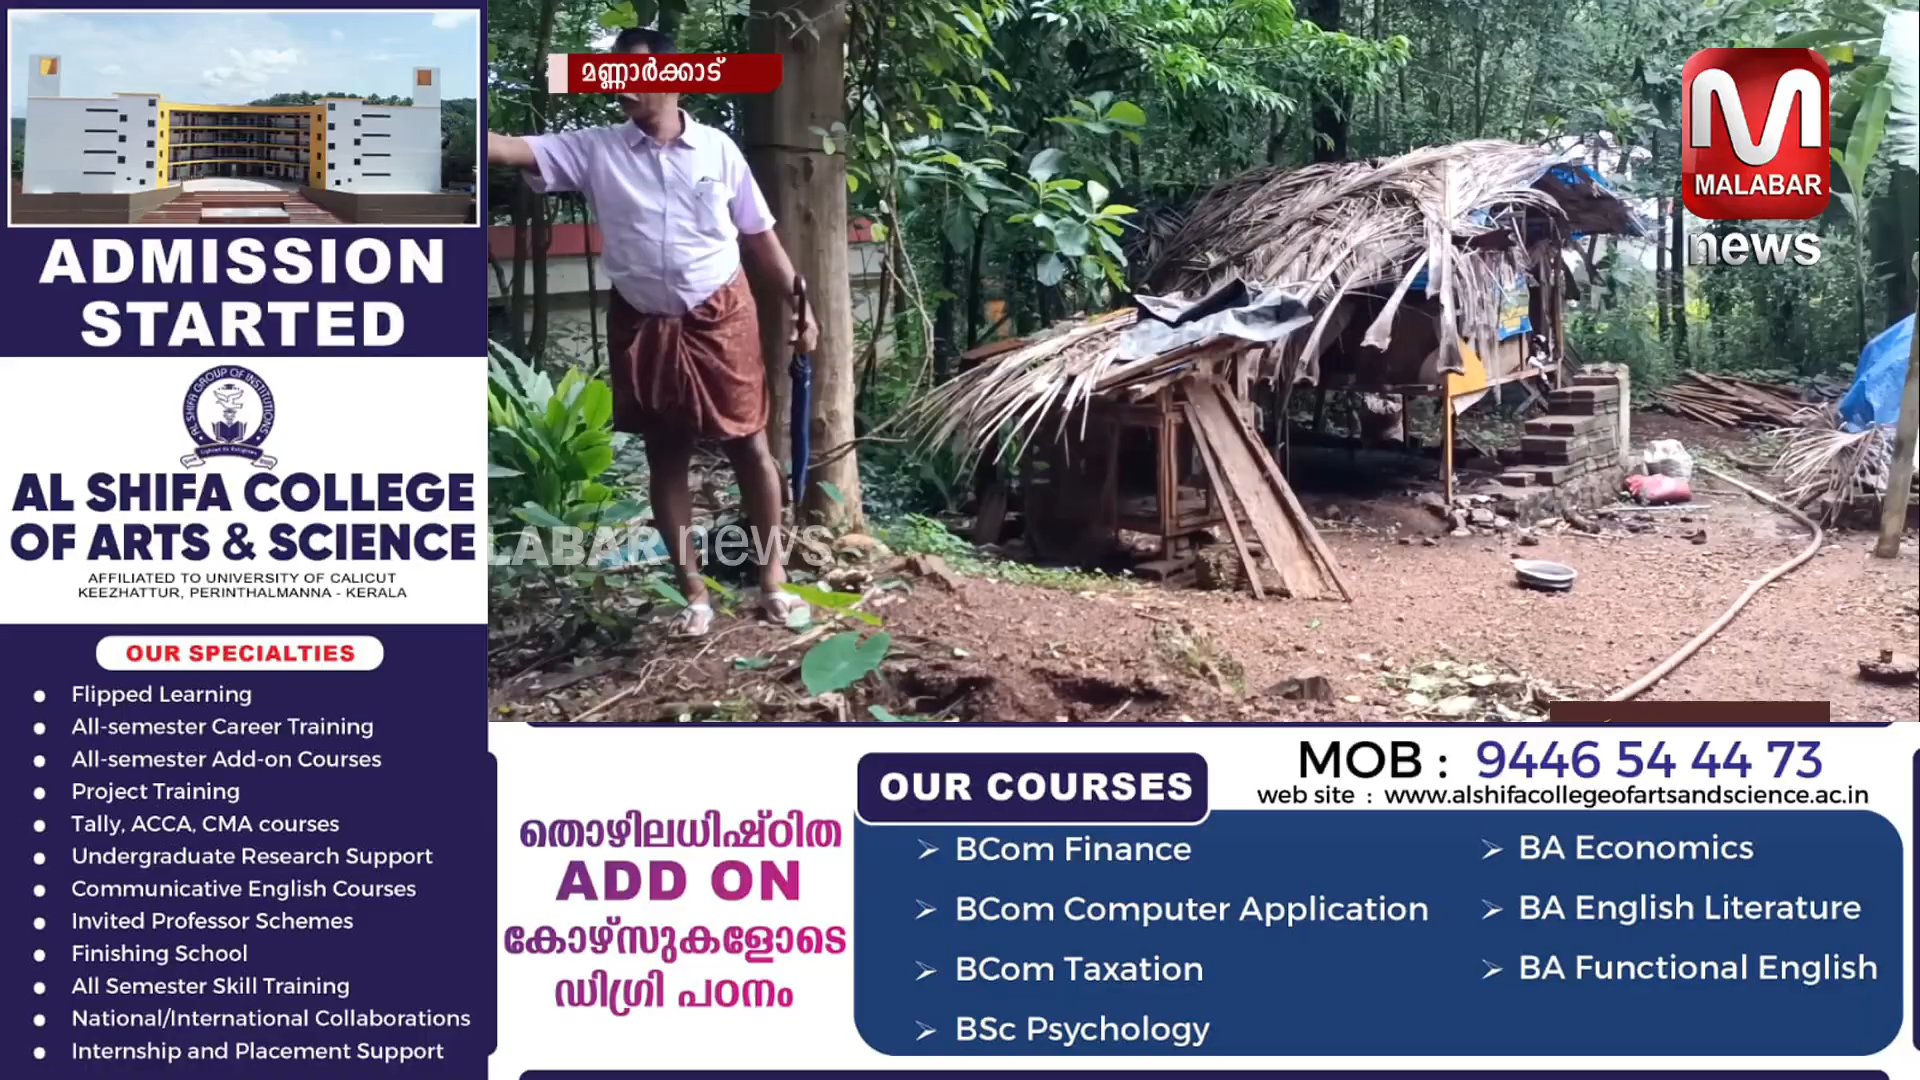 മണ്ണാർക്കാട്
M
MALABAR
news
LABAR news
ADMISSION
STARTED
AL SHIFA GROUP OF INSTITUTIONS
AL SHIFA COLLEGE
OF ARTS & SCIENCE
AFFILIATED TO UNIVERSITY OF CALICUT
KEEZHATTUR, PERINTHALMANNA - KERALA
OUR SPECIALTIES
Flipped Learning
All-semester Career Training
All-semester Add-on Courses
Project Training
Tally, ACCA, CMA courses
Undergraduate Research Support
Communicative English Courses
Invited Professor Schemes
Finishing School
All Semester Skill Training
National/International Collaborations
Internship and Placement Support
തൊഴിലധിഷ്ഠിത
ADD ON
കോഴ്സുകളോടെ
ഡിഗ്രി പഠനം
OUR COURSES
MOB : 9446 54 44 73
web site : www.alshifacollegeofartsandscience.ac.in
BCom Finance
BCom Computer Application
BCom Taxation
BSc Psychology
BA Economics
BA English Literature
BA Functional English